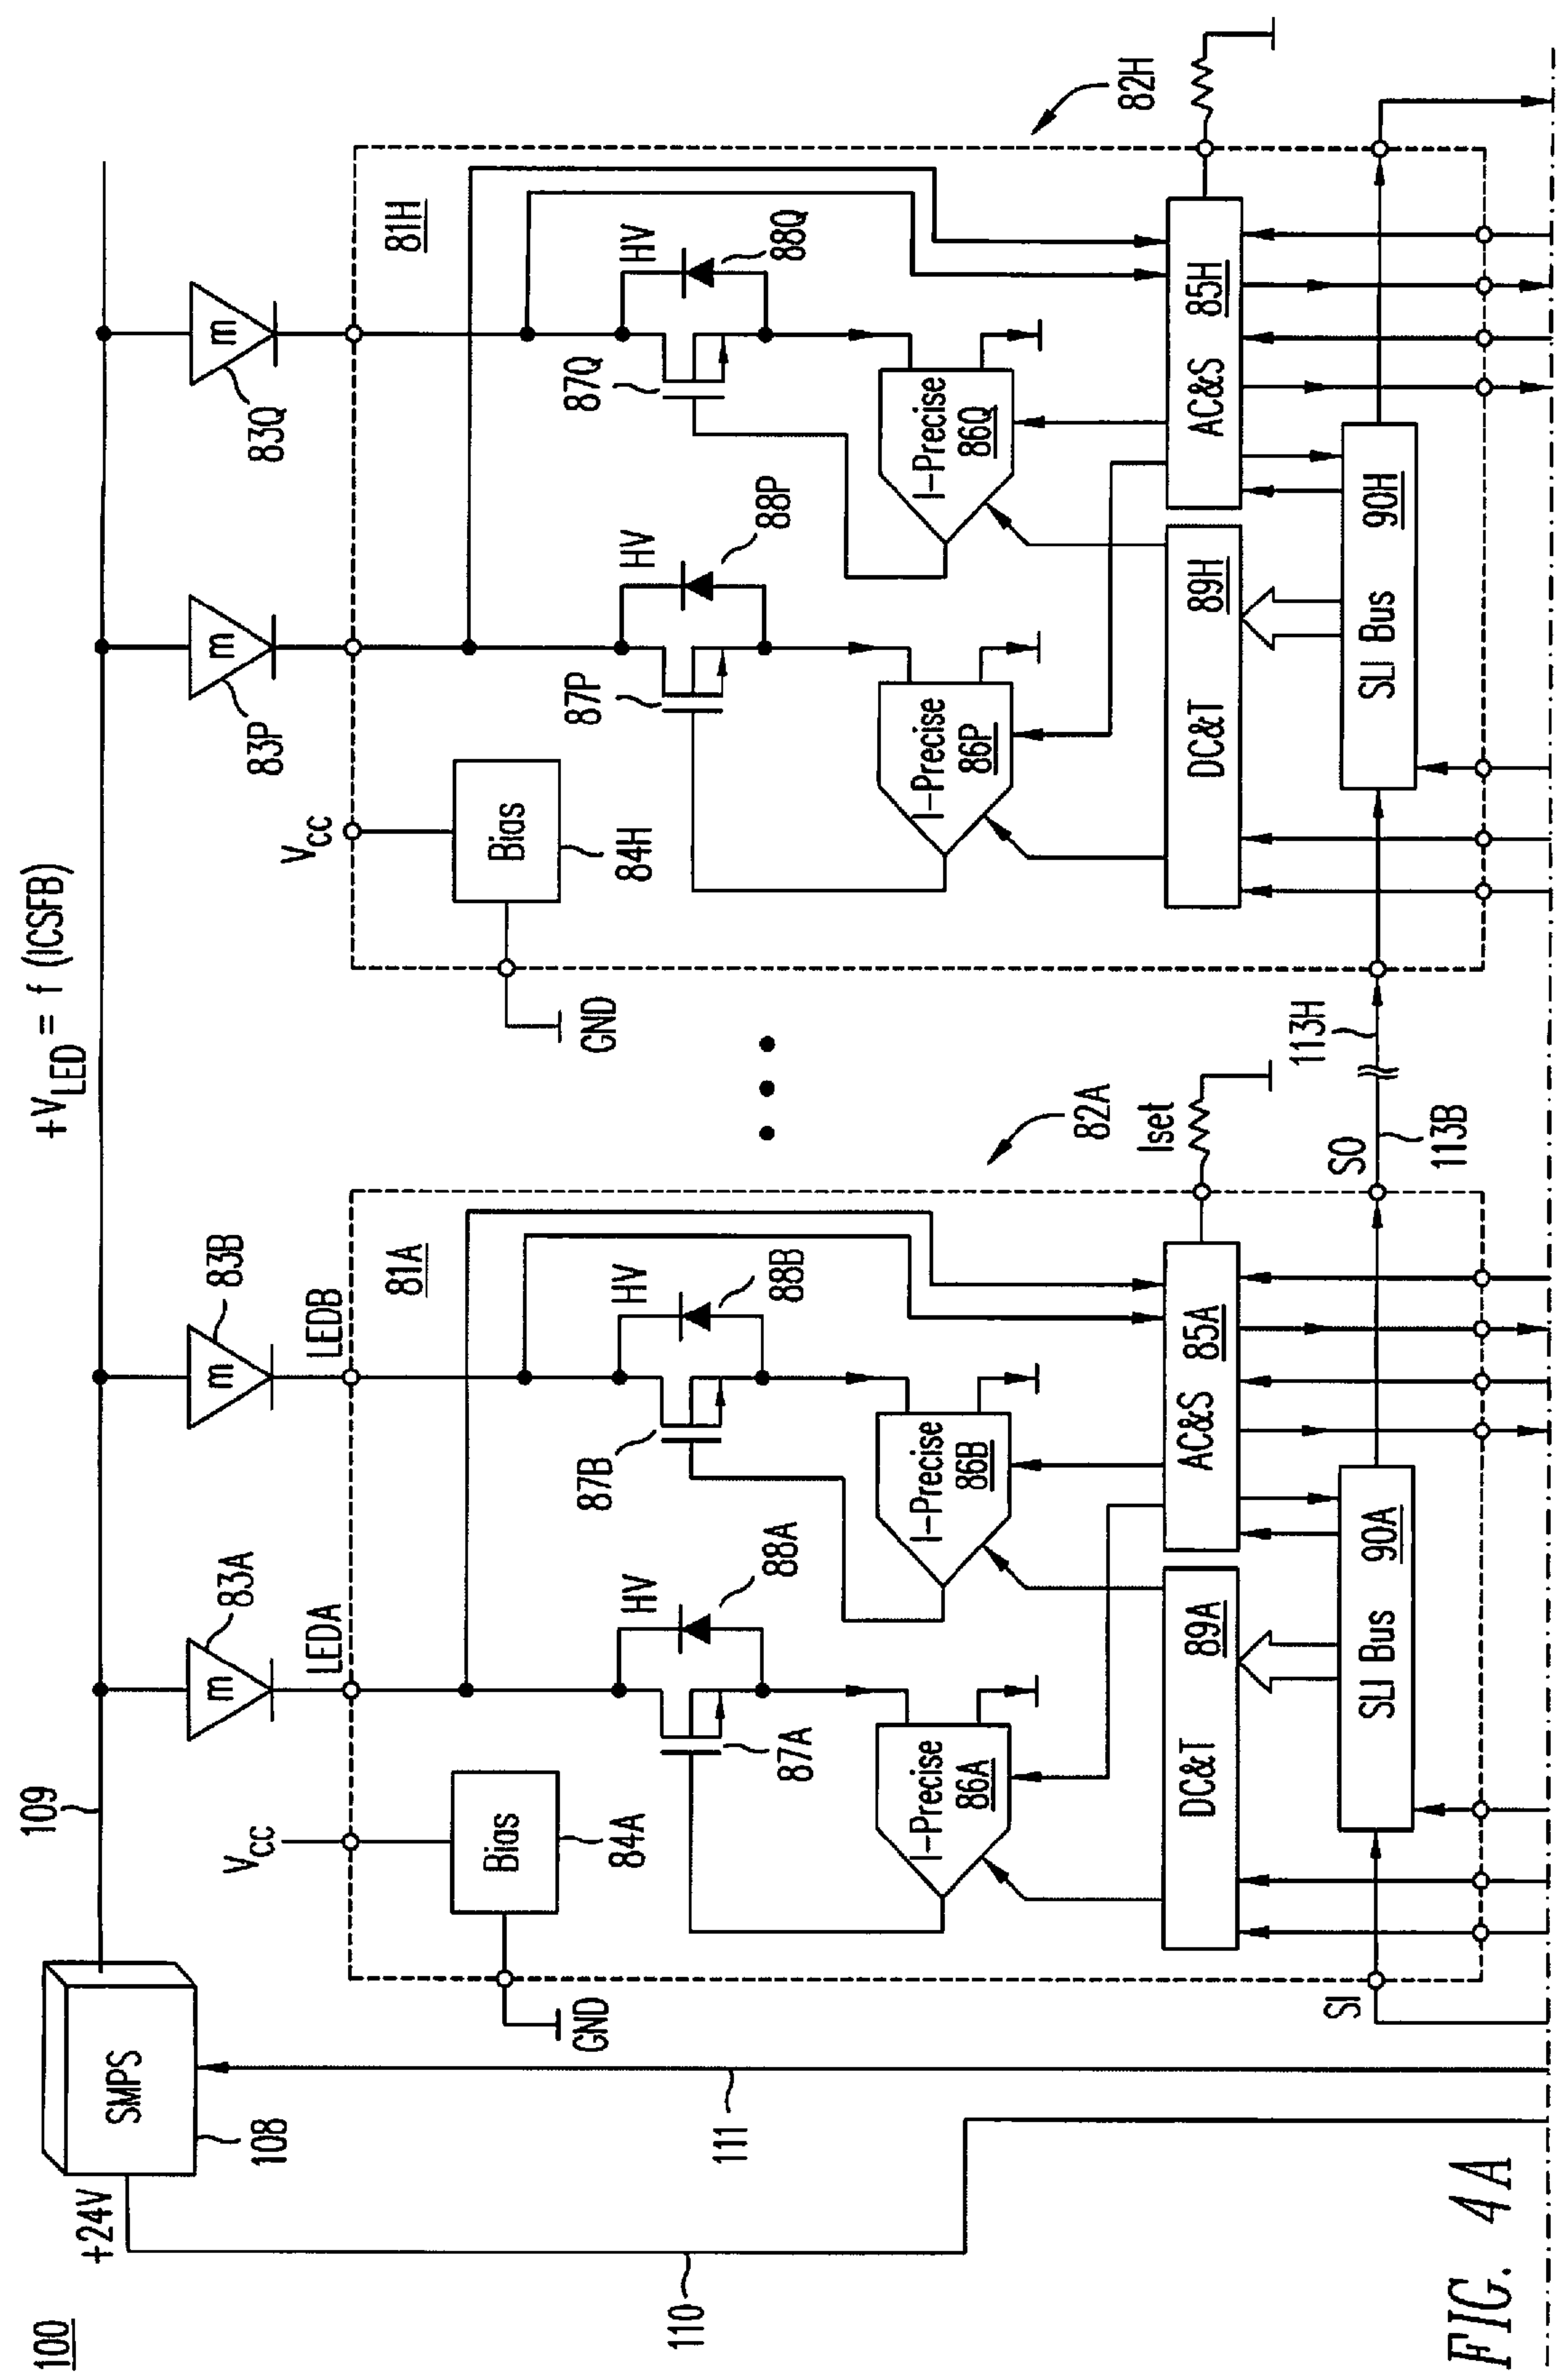 100
+24V
SMPS
108
109
+VLED = f (ICSFB)
110
111
83A
m
83B
m
83P
m
83Q
m
LEDA
LEDB
VCC
GND
Bias
84A
81A
HV
88A
87A
HV
88B
87B
I-Precise
86A
I-Precise
86B
DC&T 89A
AC&S 85A
Iset
82A
SI
SLI Bus 90A
SO
113B
113H
VCC
GND
Bias
84H
81H
HV
88P
87P
HV
88Q
87Q
I-Precise
86P
I-Precise
86Q
DC&T 89H
AC&S 85H
82H
SLI Bus 90H
FIG. 4A